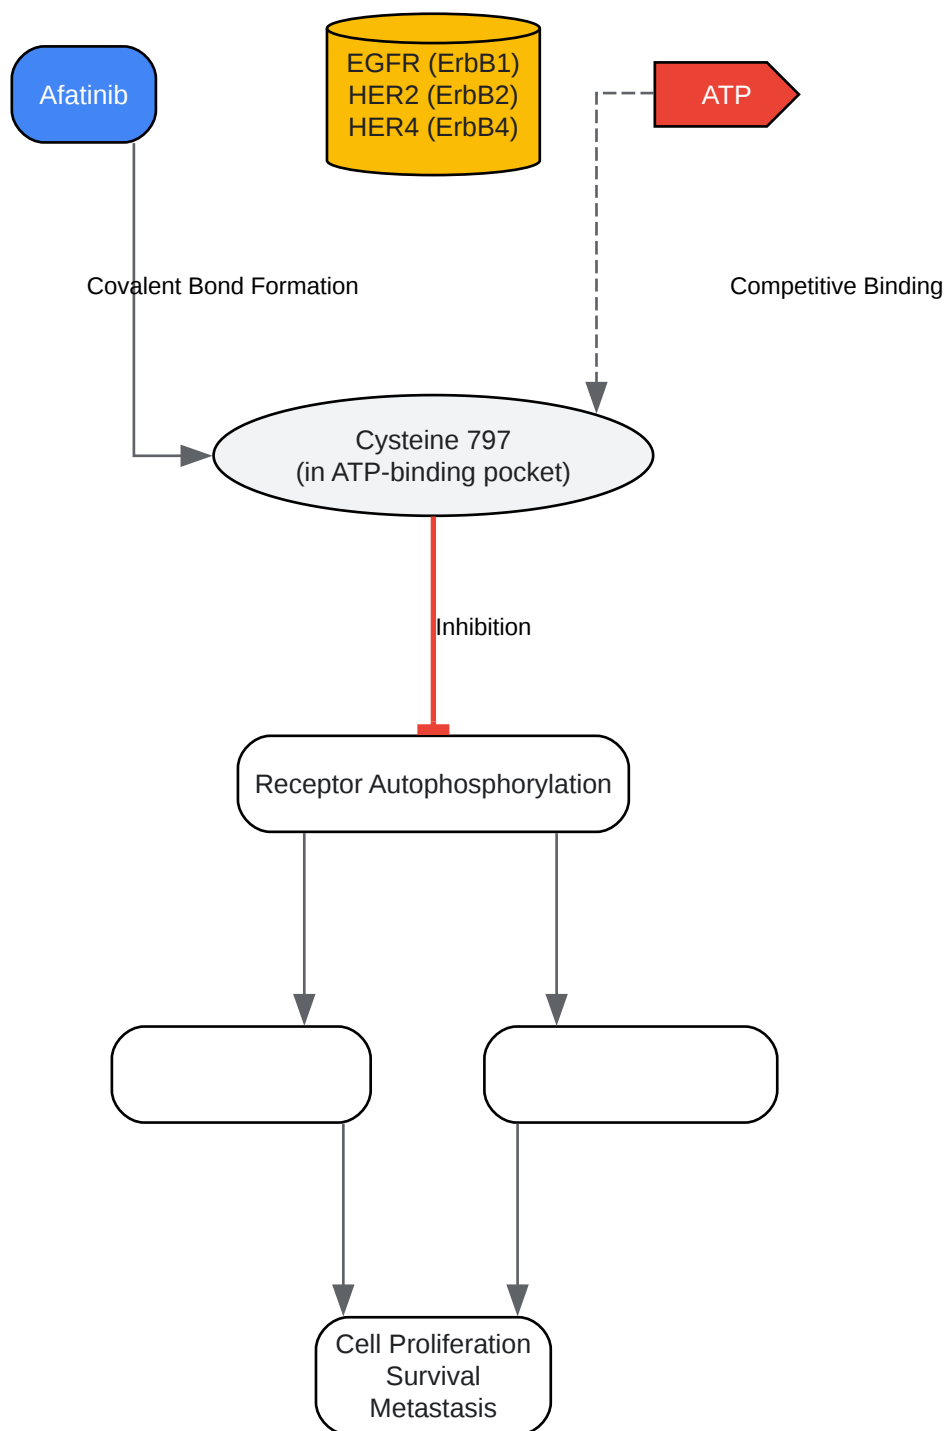 Afatinib
EGFR (ErbB1)
HER2 (ErbB2)
HER4 (ErbB4)
ATP
Covalent Bond Formation
Competitive Binding
Cysteine 797
(in ATP-binding pocket)
Inhibition
Receptor Autophosphorylation
Cell Proliferation
Survival
Metastasis